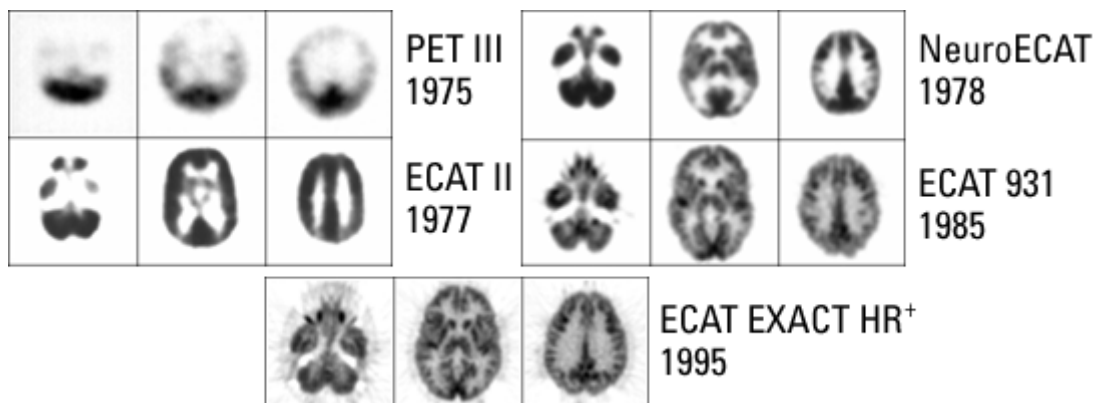 PET III
1975
NeuroECAT
1978
ECAT II
1977
ECAT 931
1985
ECAT EXACT HR⁺
1995